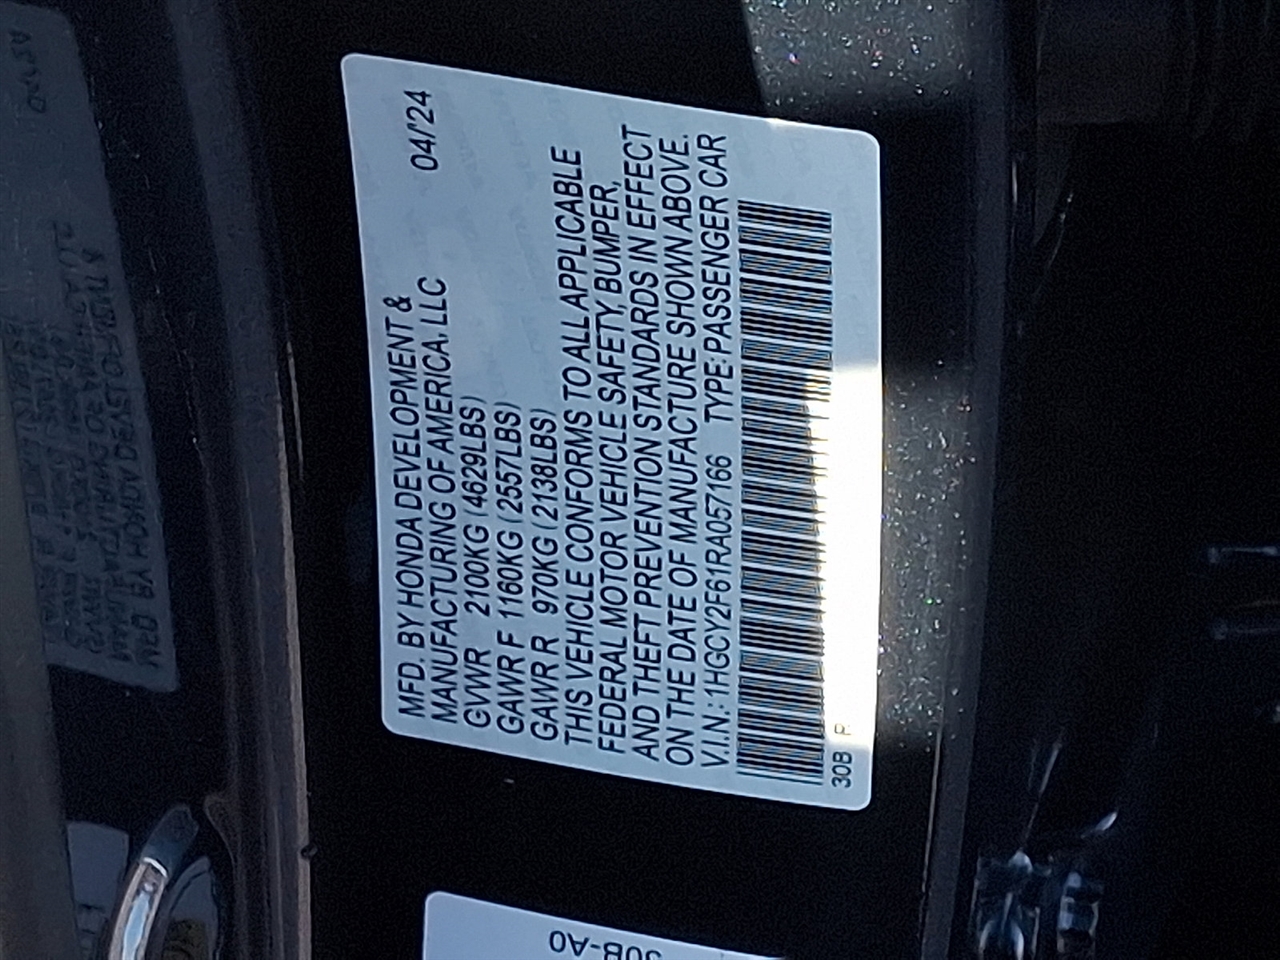 MFD. BY HONDA DEVELOPMENT &
MANUFACTURING OF AMERICA, LLC 04/'24
GVWR 2100KG (4629LBS)
GAWR F 1160KG (2557LBS)
GAWR R 970KG (2138LBS)
THIS VEHICLE CONFORMS TO ALL APPLICABLE
FEDERAL MOTOR VEHICLE SAFETY, BUMPER,
AND THEFT PREVENTION STANDARDS IN EFFECT
ON THE DATE OF MANUFACTURE SHOWN ABOVE.
V.I.N.: 1HGCY2F61RA057166 TYPE: PASSENGER CAR
30B P
30B-A0